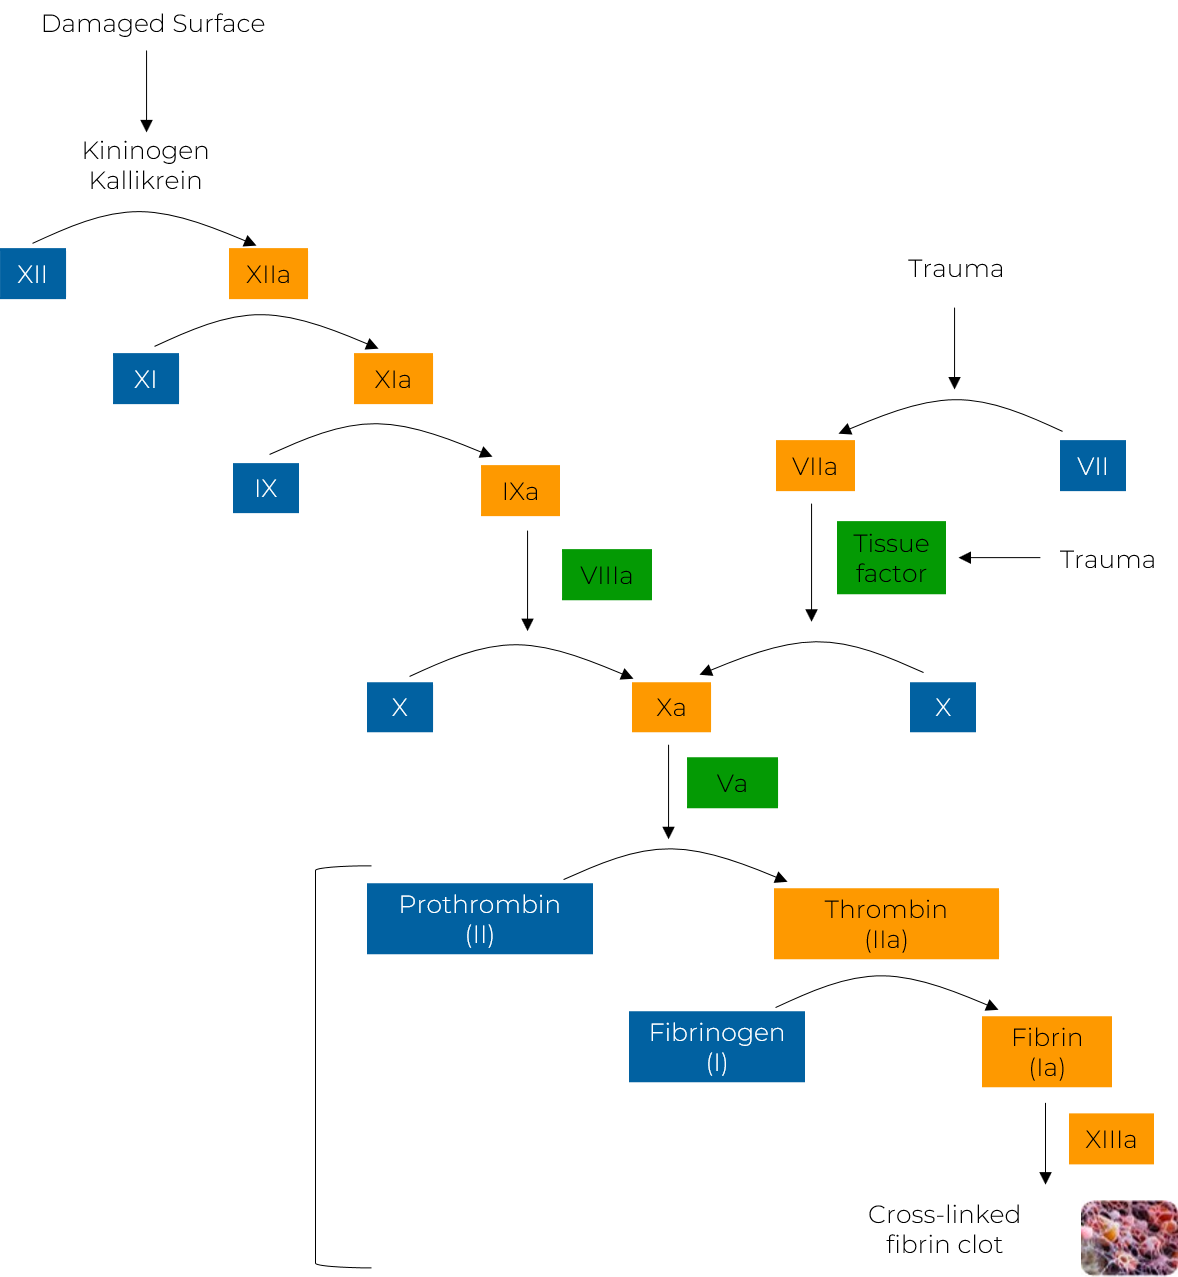 Damaged Surface
Kininogen
Kallikrein
XII
XIIa
Trauma
XI
XIa
VIIa
VII
IX
IXa
Tissue
factor
Trauma
VIIIa
X
Xa
X
Va
Prothrombin
(II)
Thrombin
(IIa)
Fibrinogen
(I)
Fibrin
(Ia)
XIIIa
Cross-linked
fibrin clot